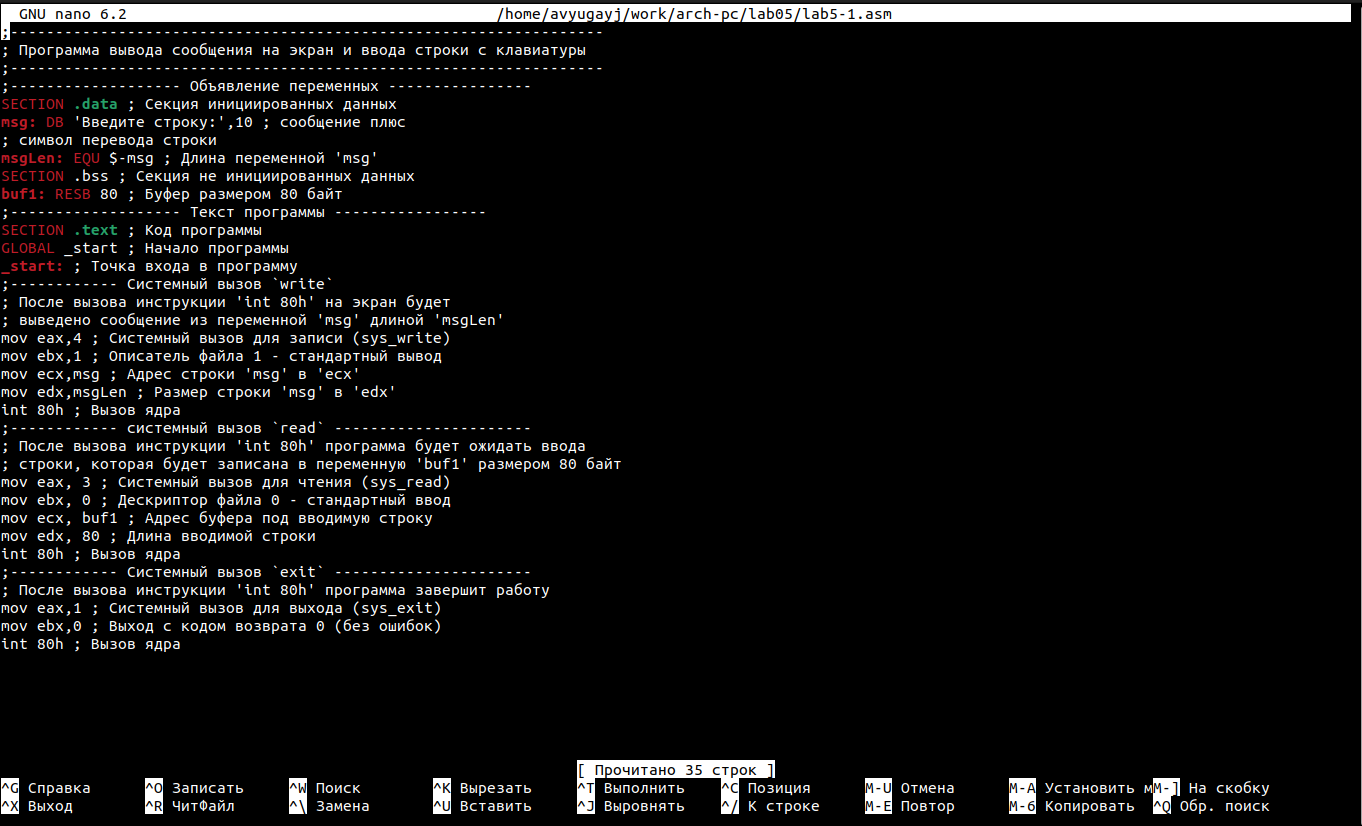 GNU nano 6.2 /home/avyugayj/work/arch-pc/lab05/lab5-1.asm
;------------------------------------------------------------------
; Программа вывода сообщения на экран и ввода строки с клавиатуры
;------------------------------------------------------------------
;------------------- Объявление переменных ----------------
SECTION .data ; Секция инициированных данных
msg: DB 'Введите строку:',10 ; сообщение плюс
; символ перевода строки
msgLen: EQU $-msg ; Длина переменной 'msg'
SECTION .bss ; Секция не инициированных данных
buf1: RESB 80 ; Буфер размером 80 байт
;------------------- Текст программы -----------------
SECTION .text ; Код программы
GLOBAL _start ; Начало программы
_start: ; Точка входа в программу
;------------ Системный вызов `write`
; После вызова инструкции 'int 80h' на экран будет
; выведено сообщение из переменной 'msg' длиной 'msgLen'
mov eax,4 ; Системный вызов для записи (sys_write)
mov ebx,1 ; Описатель файла 1 - стандартный вывод
mov ecx,msg ; Адрес строки 'msg' в 'ecx'
mov edx,msgLen ; Размер строки 'msg' в 'edx'
int 80h ; Вызов ядра
;------------ системный вызов `read` ----------------------
; После вызова инструкции 'int 80h' программа будет ожидать ввода
; строки, которая будет записана в переменную 'buf1' размером 80 байт
mov eax, 3 ; Системный вызов для чтения (sys_read)
mov ebx, 0 ; Дескриптор файла 0 - стандартный ввод
mov ecx, buf1 ; Адрес буфера под вводимую строку
mov edx, 80 ; Длина вводимой строки
int 80h ; Вызов ядра
;------------ Системный вызов `exit` ----------------------
; После вызова инструкции 'int 80h' программа завершит работу
mov eax,1 ; Системный вызов для выхода (sys_exit)
mov ebx,0 ; Выход с кодом возврата 0 (без ошибок)
int 80h ; Вызов ядра
[ Прочитано 35 строк ]
^G Справка ^O Записать ^W Поиск ^K Вырезать ^T Выполнить ^C Позиция M-U Отмена M-A Установить мM-] На скобку
^X Выход ^R ЧитФайл ^\ Замена ^U Вставить ^J Выровнять ^/ К строке M-E Повтор M-6 Копировать ^Q Обр. поиск